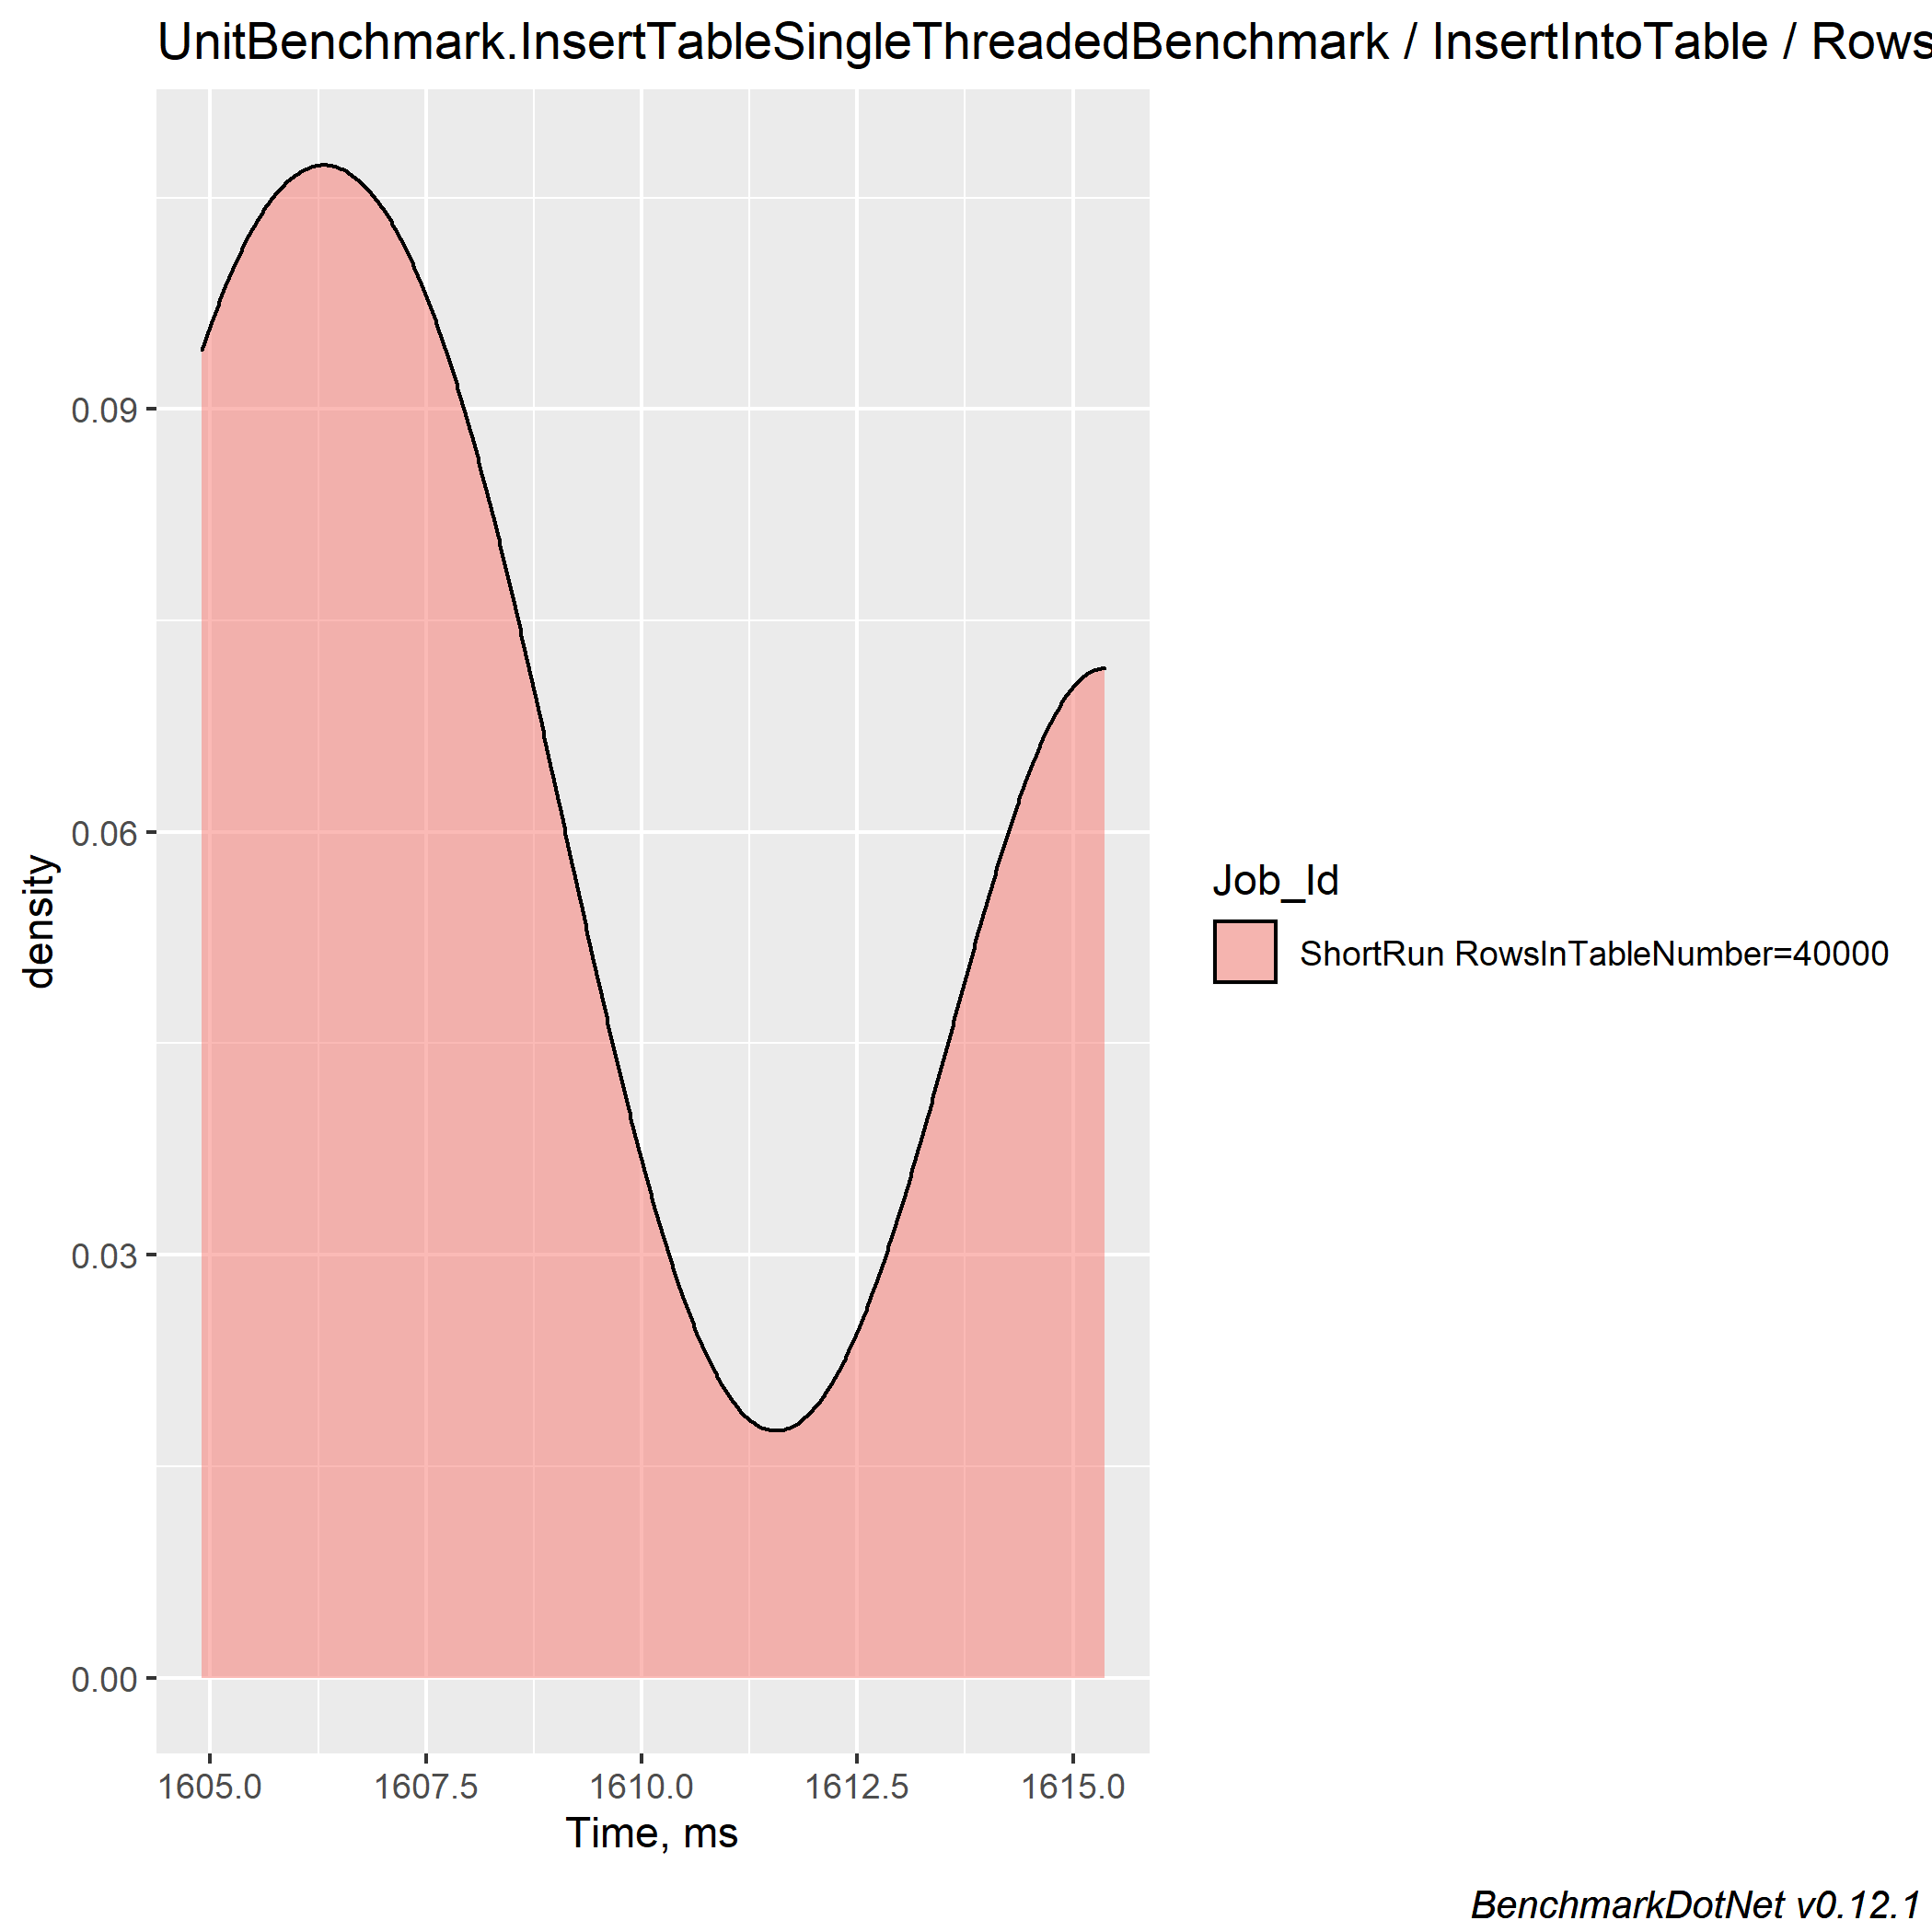 UnitBenchmark.InsertTableSingleThreadedBenchmark / InsertIntoTable / Rows
0.09
0.06
0.03
0.00
density
1605.0 1607.5 1610.0 1612.5 1615.0
Time, ms
Job_Id
ShortRun RowsInTableNumber=40000
BenchmarkDotNet v0.12.1